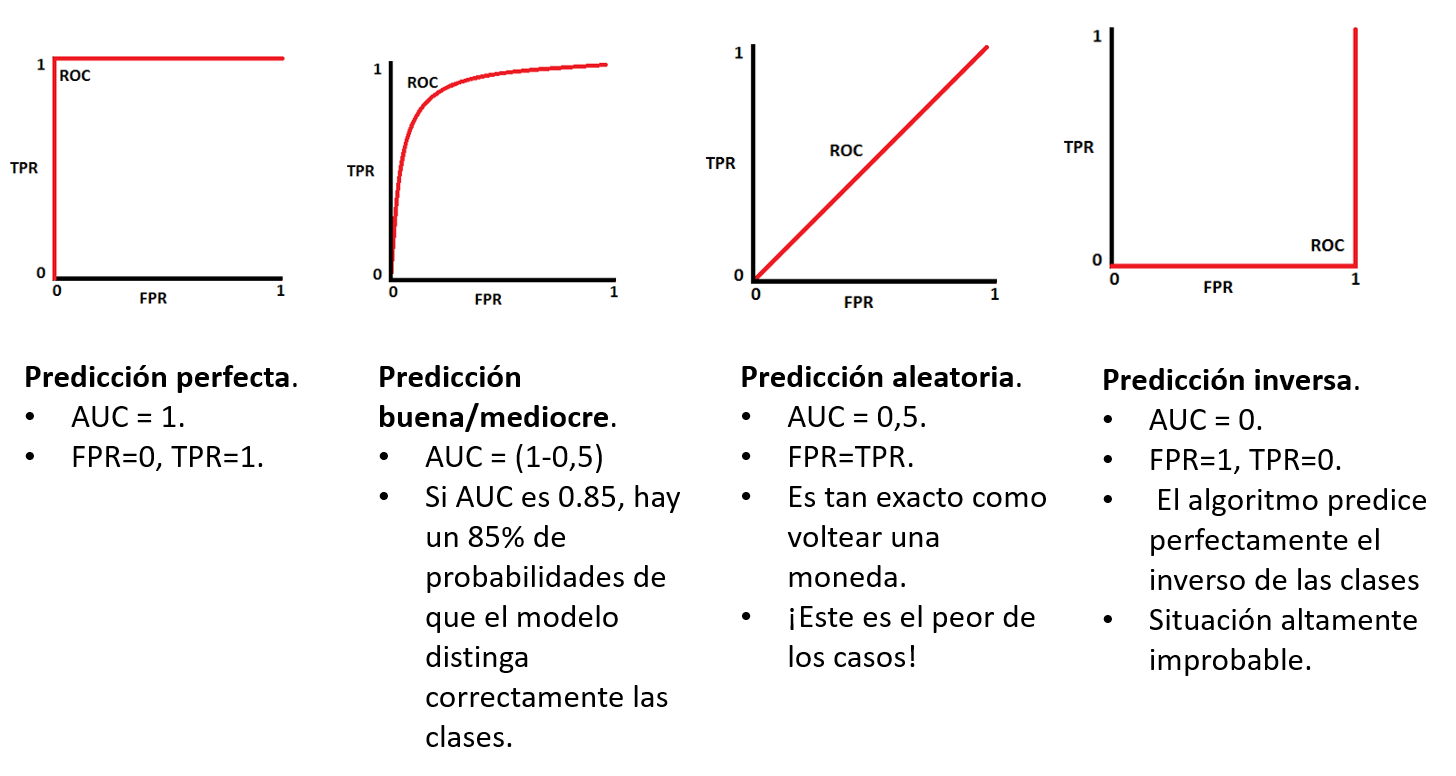 1
ROC
TPR
0
0
1
FPR
1
ROC
TPR
0
0
1
FPR
1
ROC
TPR
0
0
1
FPR
1
TPR
ROC
0
0
1
FPR
Predicción perfecta.
• AUC = 1.
• FPR=0, TPR=1.
Predicción
buena/mediocre.
• AUC = (1-0,5)
• Si AUC es 0.85, hay
un 85% de
probabilidades de
que el modelo
distinga
correctamente las
clases.
Predicción aleatoria.
• AUC = 0,5.
• FPR=TPR.
• Es tan exacto como
voltear una
moneda.
• ¡Este es el peor de
los casos!
Predicción inversa.
• AUC = 0.
• FPR=1, TPR=0.
• El algoritmo predice
perfectamente el
inverso de las clases
• Situación altamente
improbable.